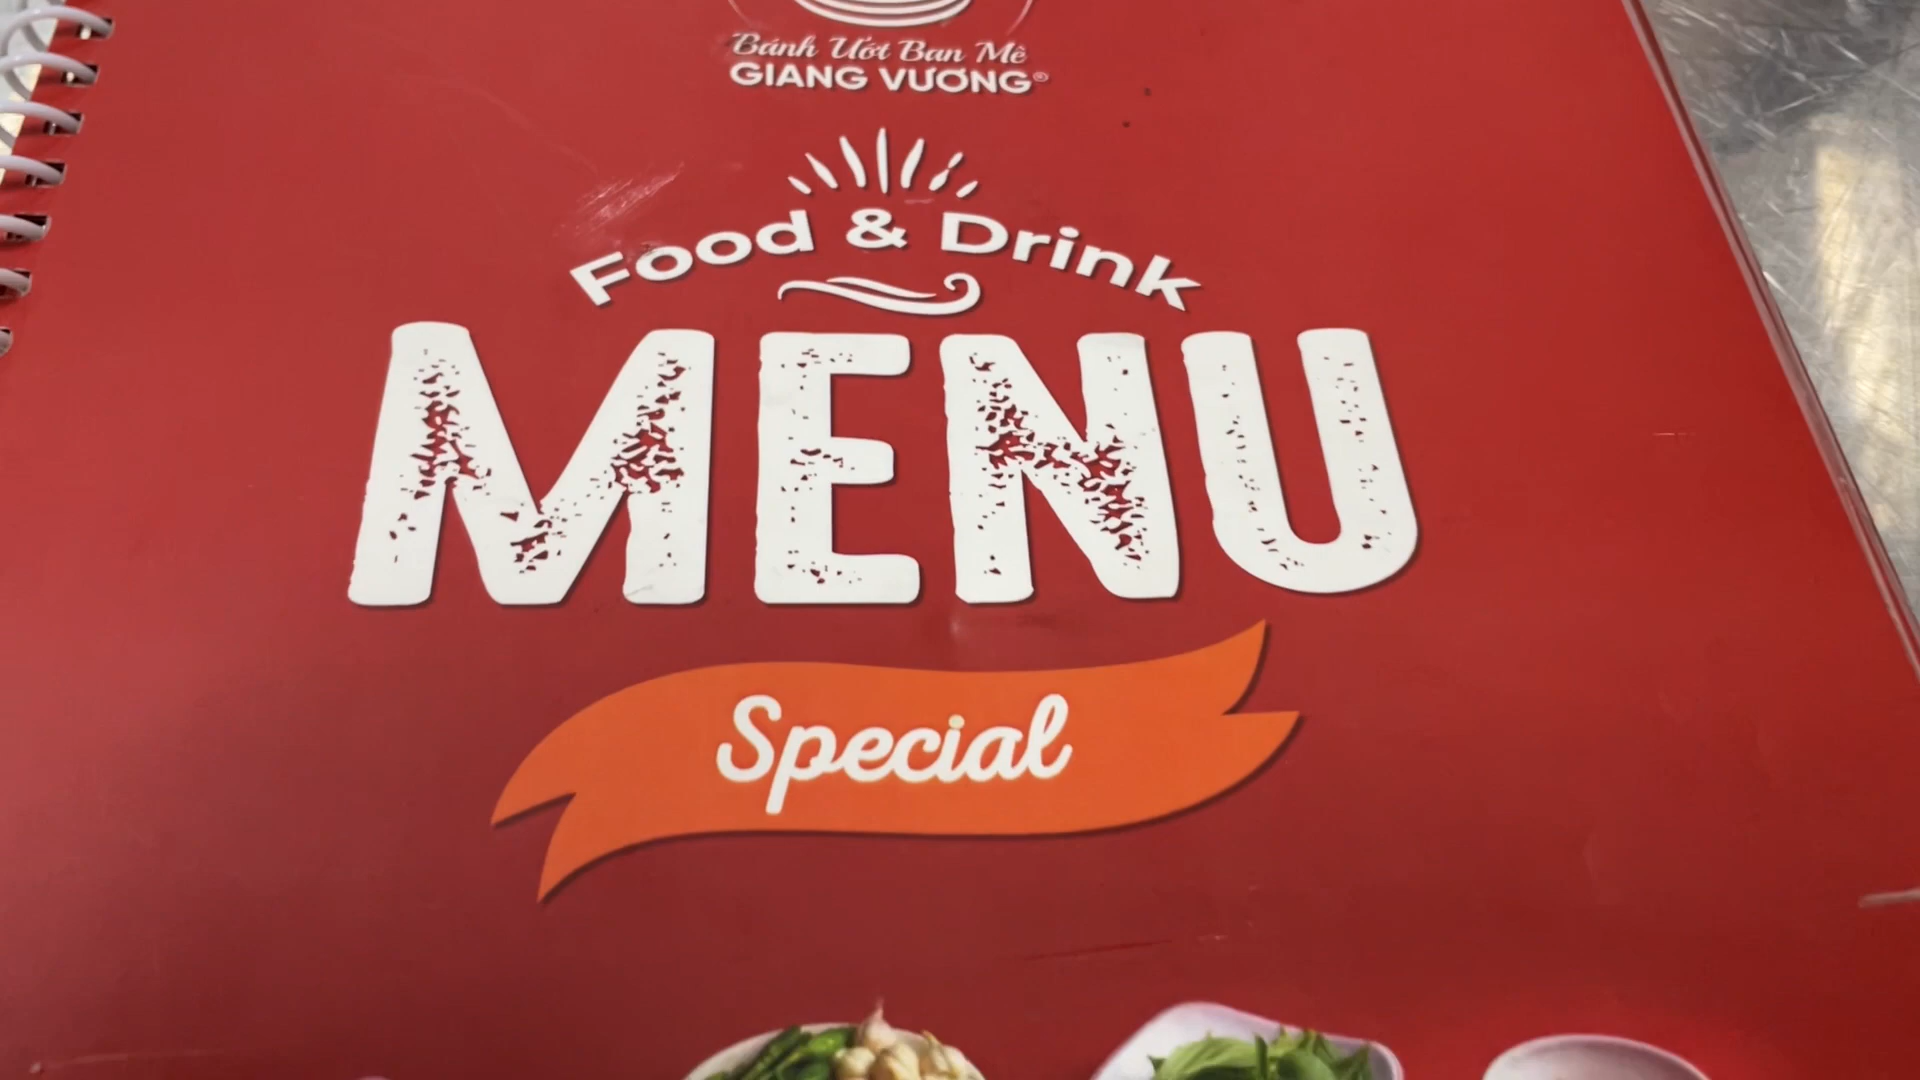 Bánh Ướt Ban Mê
GIANG VƯƠNG®
Food & Drink
MENU
Special